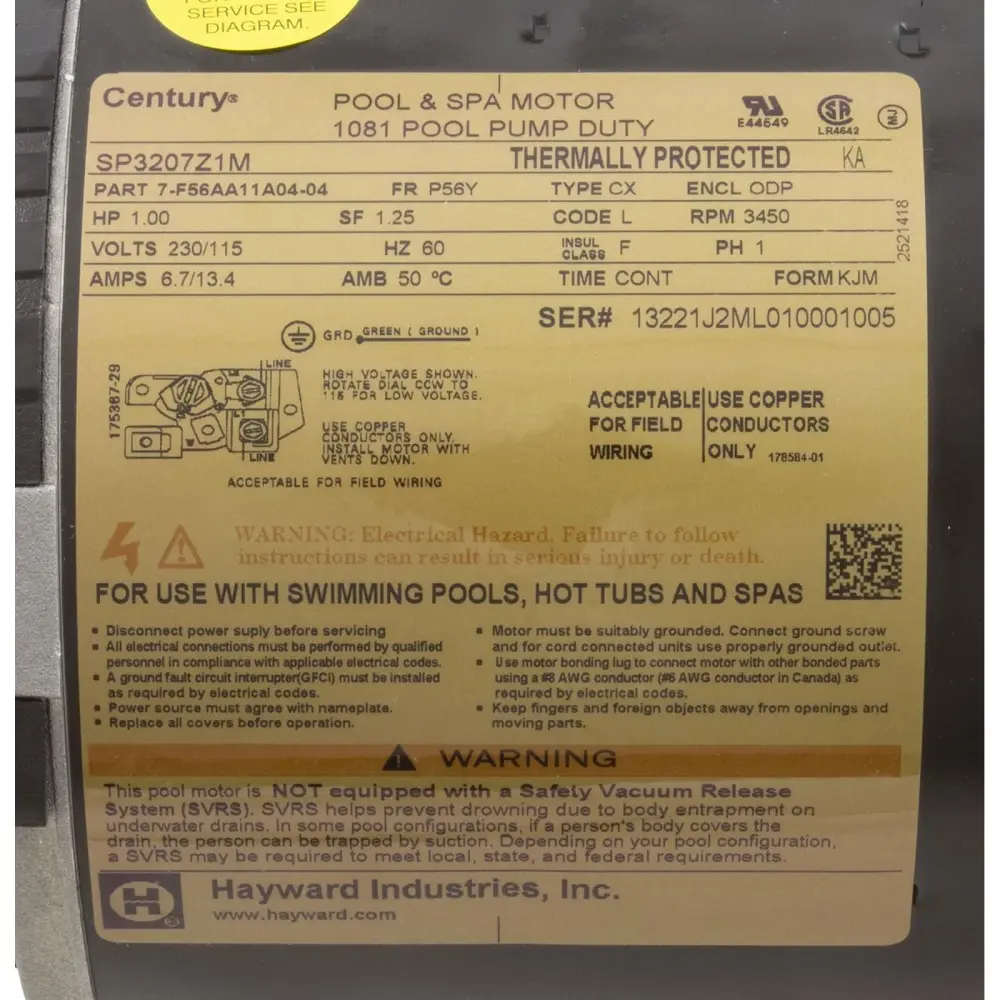 SERVICE SEE
DIAGRAM.
Century®
POOL & SPA MOTOR
1081 POOL PUMP DUTY
E44649
LR4642
MJ
SP3207Z1M
THERMALLY PROTECTED
KA
PART 7-F56AA11A04-04 FR P56Y TYPE CX ENCL ODP
HP 1.00 SF 1.25 CODE L RPM 3450
VOLTS 230/115 HZ 60 INSUL CLASS F PH 1
AMPS 6.7/13.4 AMB 50 ºC TIME CONT FORM KJM
2521418
SER# 13221J2ML010001005
GRD GREEN ( GROUND )
175387-29
LINE
L1
LINE
HIGH VOLTAGE SHOWN.
ROTATE DIAL CCW TO
115 FOR LOW VOLTAGE.
USE COPPER
CONDUCTORS ONLY.
INSTALL MOTOR WITH
VENTS DOWN.
ACCEPTABLE FOR FIELD WIRING
ACCEPTABLE
FOR FIELD
WIRING
USE COPPER
CONDUCTORS
ONLY 178584-01
WARNING: Electrical Hazard. Failure to follow
instructions can result in serious injury or death.
FOR USE WITH SWIMMING POOLS, HOT TUBS AND SPAS
• Disconnect power suply before servicing
• All electrical connections must be performed by qualified
personnel in compliance with applicable electrical codes.
• A ground fault circuit interrupter(GFCI) must be installed
as required by electrical codes.
• Power source must agree with nameplate.
• Replace all covers before operation.
• Motor must be suitably grounded. Connect ground screw
and for cord connected units use properly grounded outlet.
• Use motor bonding lug to connect motor with other bonded parts
using a #8 AWG conductor (#6 AWG conductor in Canada) as
required by electrical codes.
• Keep fingers and foreign objects away from openings and
moving parts.
WARNING
This pool motor is NOT equipped with a Safety Vacuum Release
System (SVRS). SVRS helps prevent drowning due to body entrapment on
underwater drains. In some pool configurations, if a person's body covers the
drain, the person can be trapped by suction. Depending on your pool configuration,
a SVRS may be required to meet local, state, and federal requirements.
H®
Hayward Industries, Inc.
www.hayward.com